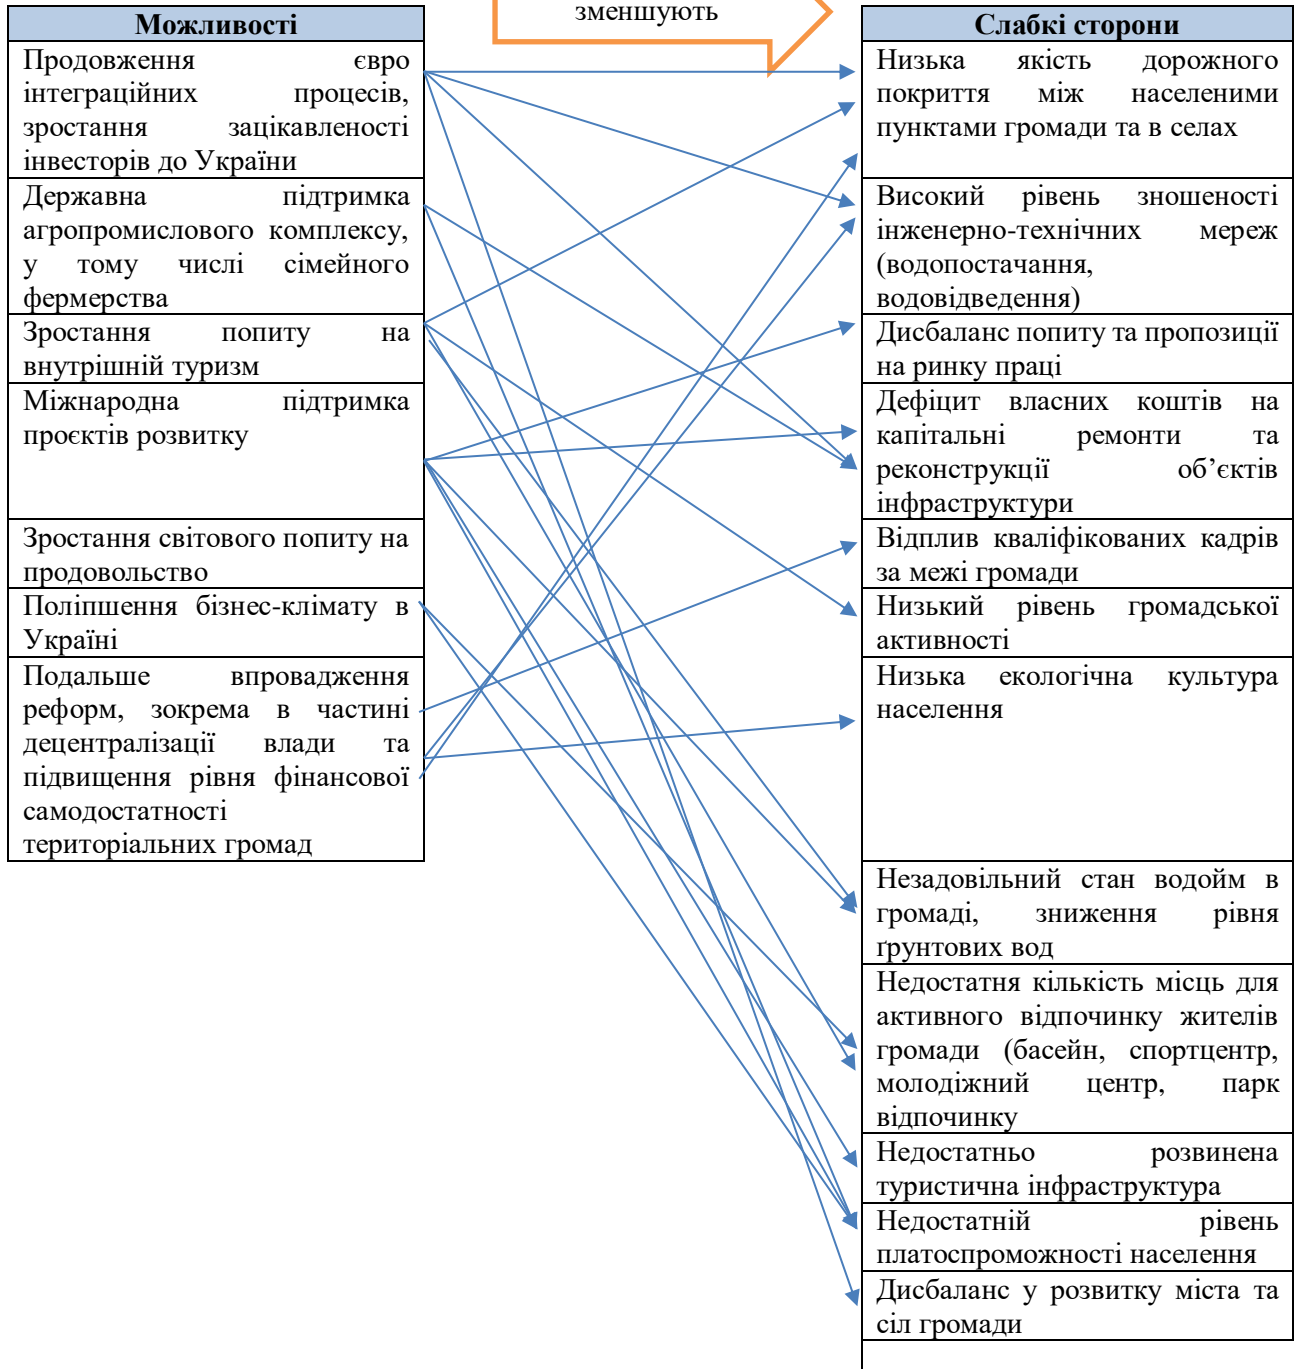 зменшують
Можливості
Продовження євро
інтеграційних процесів,
зростання зацікавленості
інвесторів до України
Державна підтримка
агропромислового комплексу,
у тому числі сімейного
фермерства
Зростання попиту на
внутрішній туризм
Міжнародна підтримка
проєктів розвитку
Зростання світового попиту на
продовольство
Поліпшення бізнес-клімату в
Україні
Подальше впровадження
реформ, зокрема в частині
децентралізації влади та
підвищення рівня фінансової
самодостатності
територіальних громад
Слабкі сторони
Низька якість дорожного
покриття між населеними
пунктами громади та в селах
Високий рівень зношеності
інженерно-технічних мереж
(водопостачання,
водовідведення)
Дисбаланс попиту та пропозиції
на ринку праці
Дефіцит власних коштів на
капітальні ремонти та
реконструкції об’єктів
інфраструктури
Відплив кваліфікованих кадрів
за межі громади
Низький рівень громадської
активності
Низька екологічна культура
населення
Незадовільний стан водойм в
громаді, зниження рівня
ґрунтових вод
Недостатня кількість місць для
активного відпочинку жителів
громади (басейн, спортцентр,
молодіжний центр, парк
відпочинку
Недостатньо розвинена
туристична інфраструктура
Недостатній рівень
платоспроможності населення
Дисбаланс у розвитку міста та
сіл громади